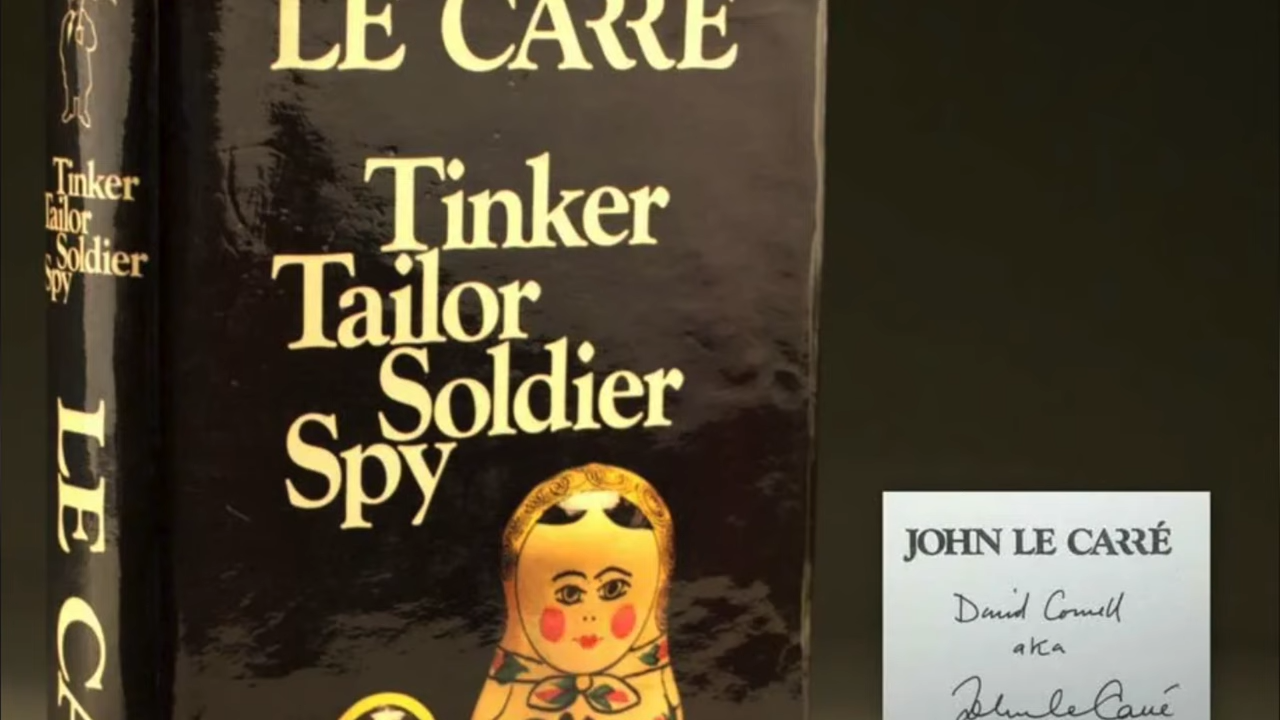 LE CARRÉ
Tinker
Tailor
Soldier
Spy
Tinker
Tailor
Soldier
Spy
LE CA
JOHN LE CARRÉ
David Cornwell
aka
John le Carré